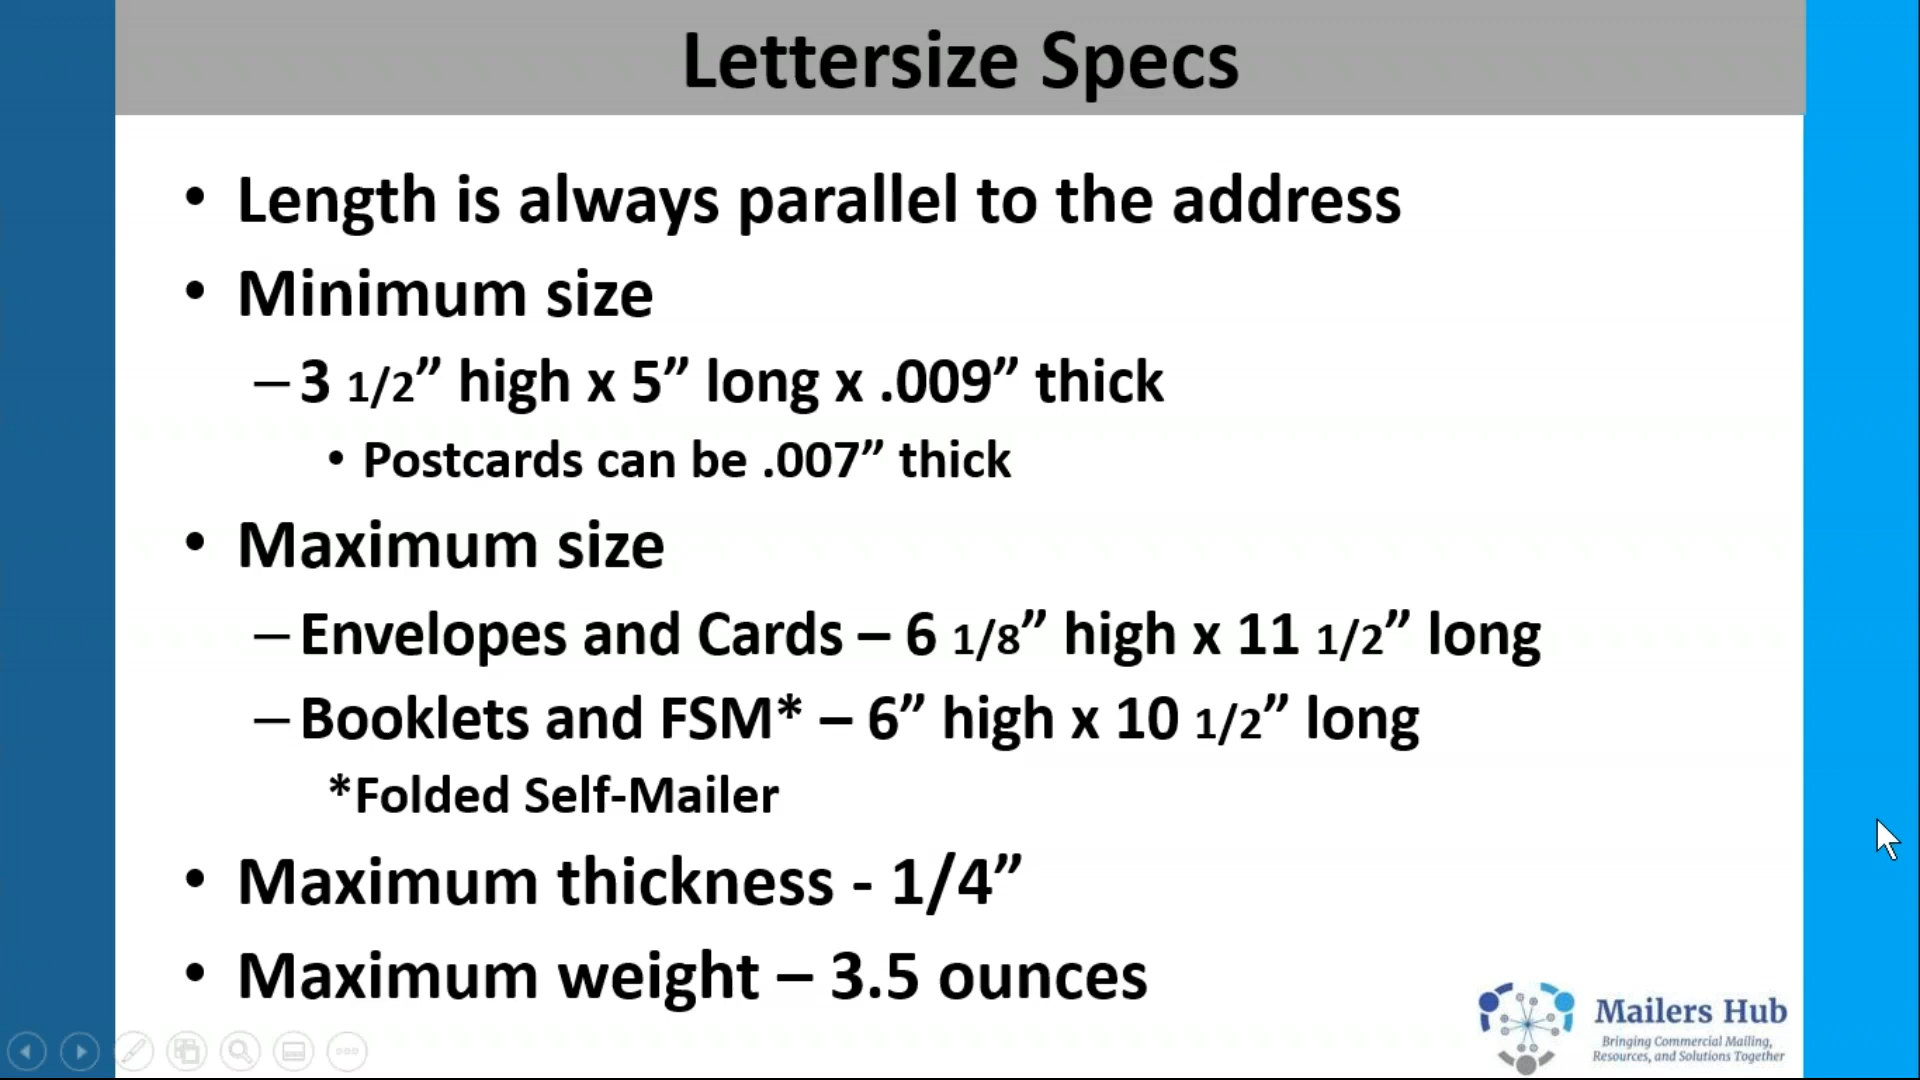 Lettersize Specs
• Length is always parallel to the address
• Minimum size
– 3 1/2” high x 5” long x .009” thick
• Postcards can be .007” thick
• Maximum size
– Envelopes and Cards – 6 1/8” high x 11 1/2” long
– Booklets and FSM* – 6” high x 10 1/2” long
*Folded Self-Mailer
• Maximum thickness - 1/4”
• Maximum weight – 3.5 ounces
Mailers Hub
Bringing Commercial Mailing,
Resources, and Solutions Together